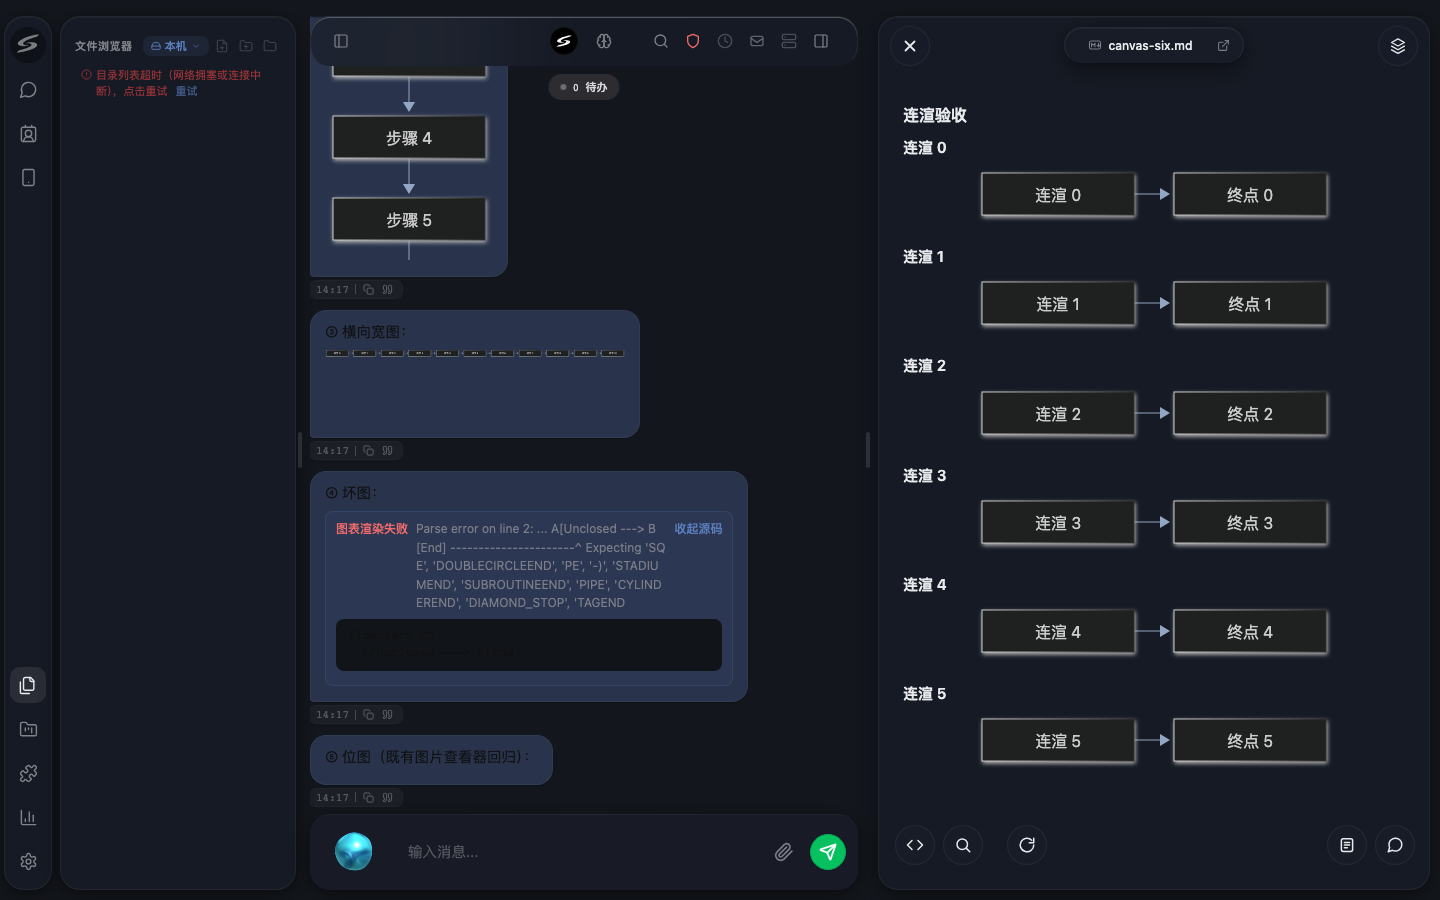 文件浏览器
本机
目录列表超时（网络拥塞或连接中
断），点击重试 重试
0 待办
步骤 4
步骤 5
14:17
③ 横向宽图：
14:17
④ 坏图：
图表渲染失败
Parse error on line 2: ... A[Unclosed ---> B
[End] ----------------------^ Expecting 'SQ
E', 'DOUBLECIRCLEEND', 'PE', '-)', 'STADIU
MEND', 'SUBROUTINEEND', 'PIPE', 'CYLIND
EREND', 'DIAMOND_STOP', 'TAGEND
收起源码
14:17
⑤ 位图（既有图片查看器回归）：
14:17
输入消息...
canvas-six.md
连渲验收
连渲 0
连渲 0
终点 0
连渲 1
连渲 1
终点 1
连渲 2
连渲 2
终点 2
连渲 3
连渲 3
终点 3
连渲 4
连渲 4
终点 4
连渲 5
连渲 5
终点 5